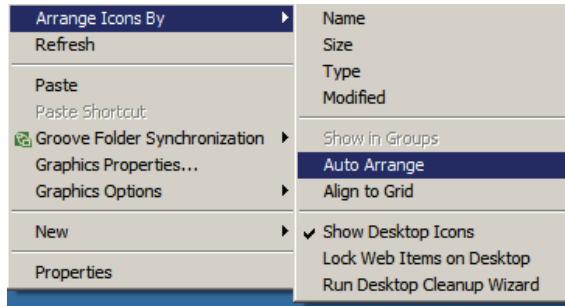 Arrange Icons By
Refresh
Paste
Paste Shortcut
Groove Folder Synchronization
Graphics Properties...
Graphics Options
New
Properties
Name
Size
Type
Modified
Show in Groups
Auto Arrange
Align to Grid
Show Desktop Icons
Lock Web Items on Desktop
Run Desktop Cleanup Wizard